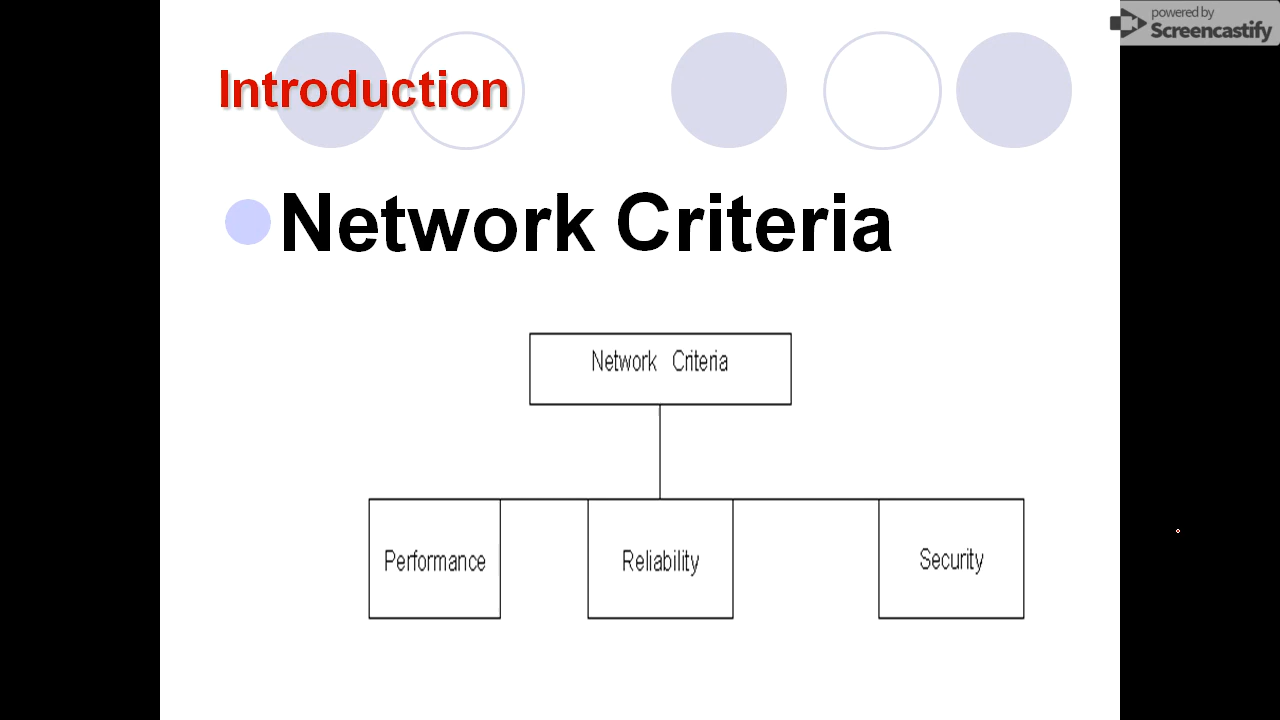 powered by
Screencastify
Introduction
Network Criteria
Network Criteria
Performance
Reliability
Security